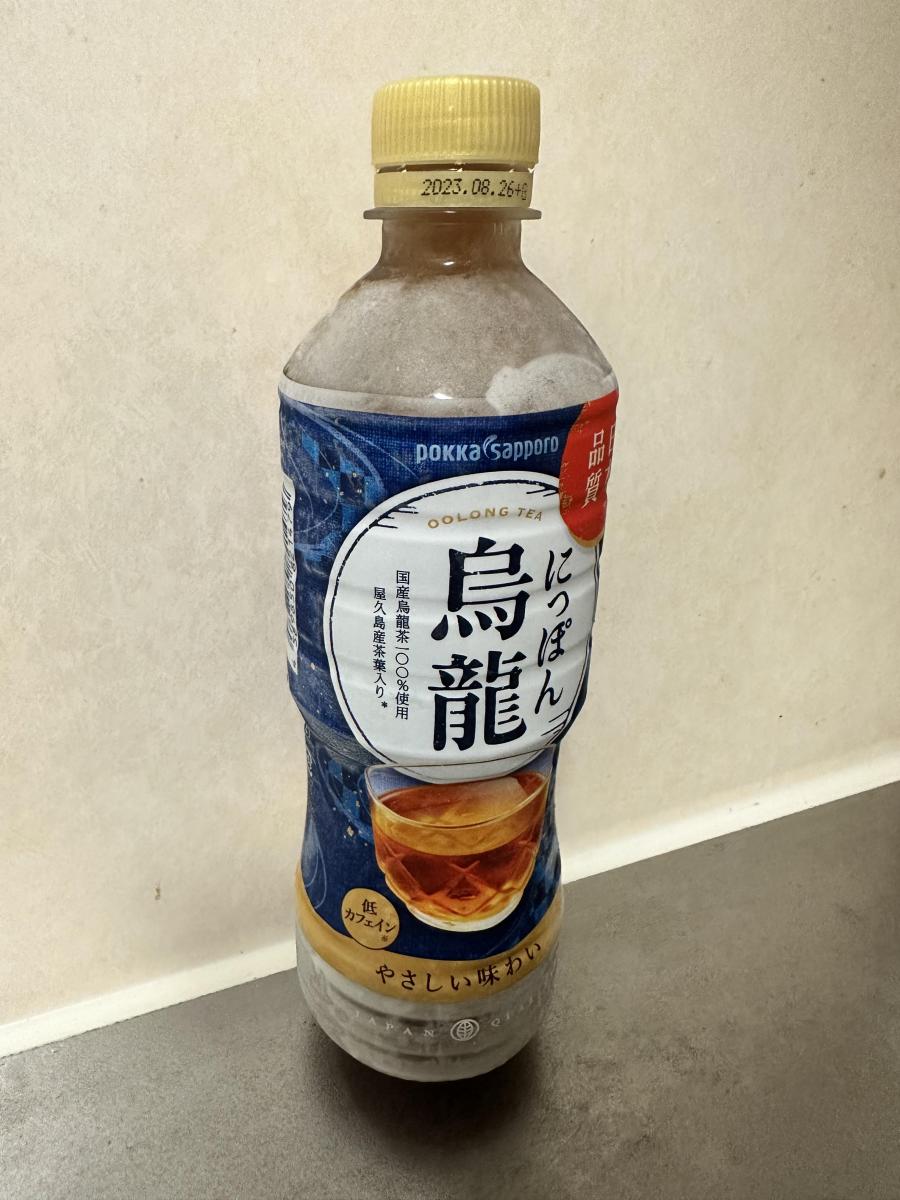 2023.08.26+
pokka sapporo
品質
OOLONG TEA
にっぽん
烏龍
国産烏龍茶一〇〇%使用
屋久島産茶葉入り*
低
カフェイン
※
やさしい味わい
JAPAN